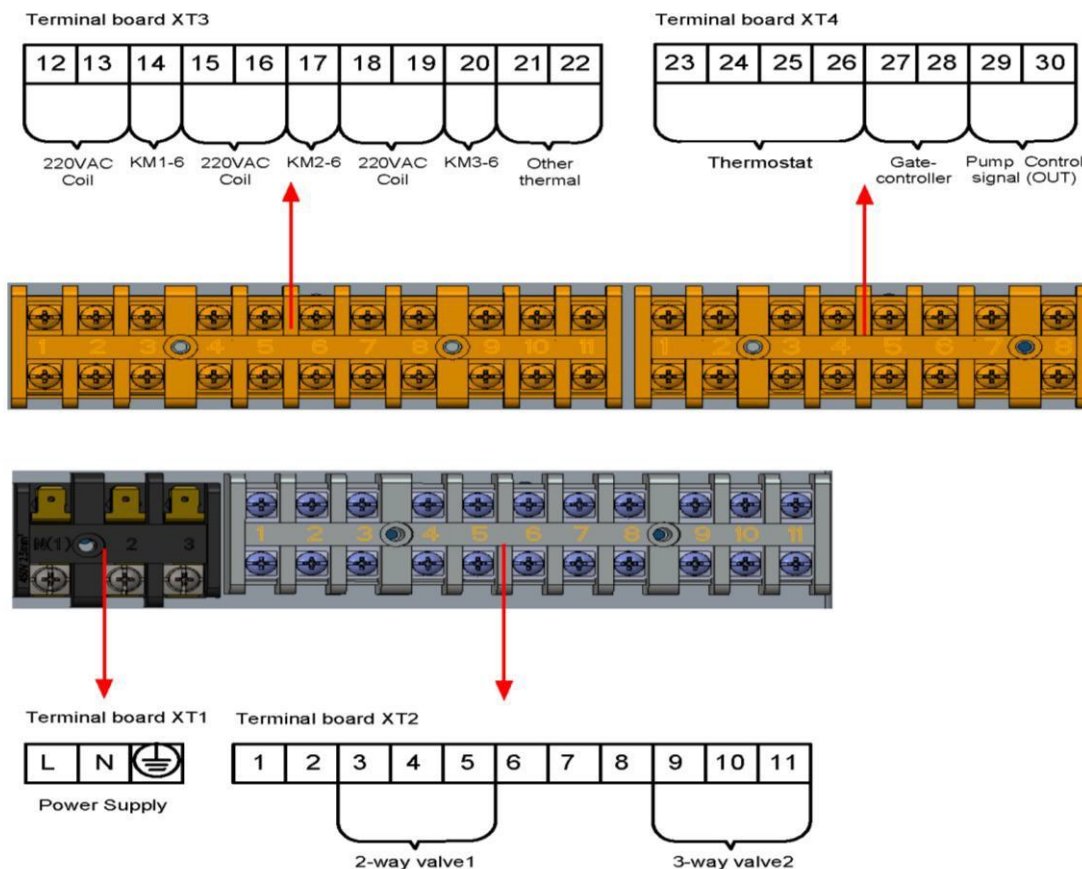 Terminal board XT3
Terminal board XT4
12 13 14 15 16 17 18 19 20 21 22
23 24 25 26 27 28 29 30
220VAC Coil
KM1-6
220VAC Coil
KM2-6
220VAC Coil
KM3-6
Other thermal
Thermostat
Gate-controller
Pump signal
Control (OUT)
1 2 3 4 5 6 7 8 9 10 11
1 2 3 4 5 6 7 8
N(1) 2 3
1 2 3 4 5 6 7 8 9 10 11
Terminal board XT1
Terminal board XT2
L N
1 2 3 4 5 6 7 8 9 10 11
Power Supply
2-way valve1
3-way valve2